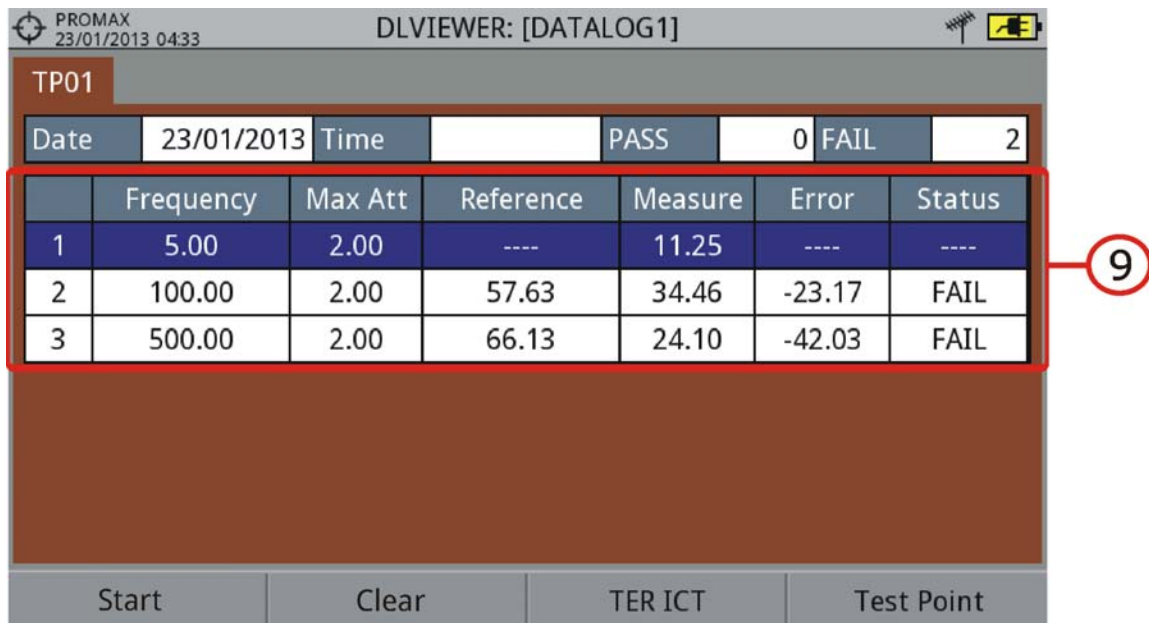 PROMAX
23/01/2013 04:33
DLVIEWER: [DATALOG1]
TP01
Date 23/01/2013 Time PASS 0 FAIL 2
Frequency Max Att Reference Measure Error Status
1 5.00 2.00 ---- 11.25 ---- ----
2 100.00 2.00 57.63 34.46 -23.17 FAIL
3 500.00 2.00 66.13 24.10 -42.03 FAIL
9
Start Clear TER ICT Test Point